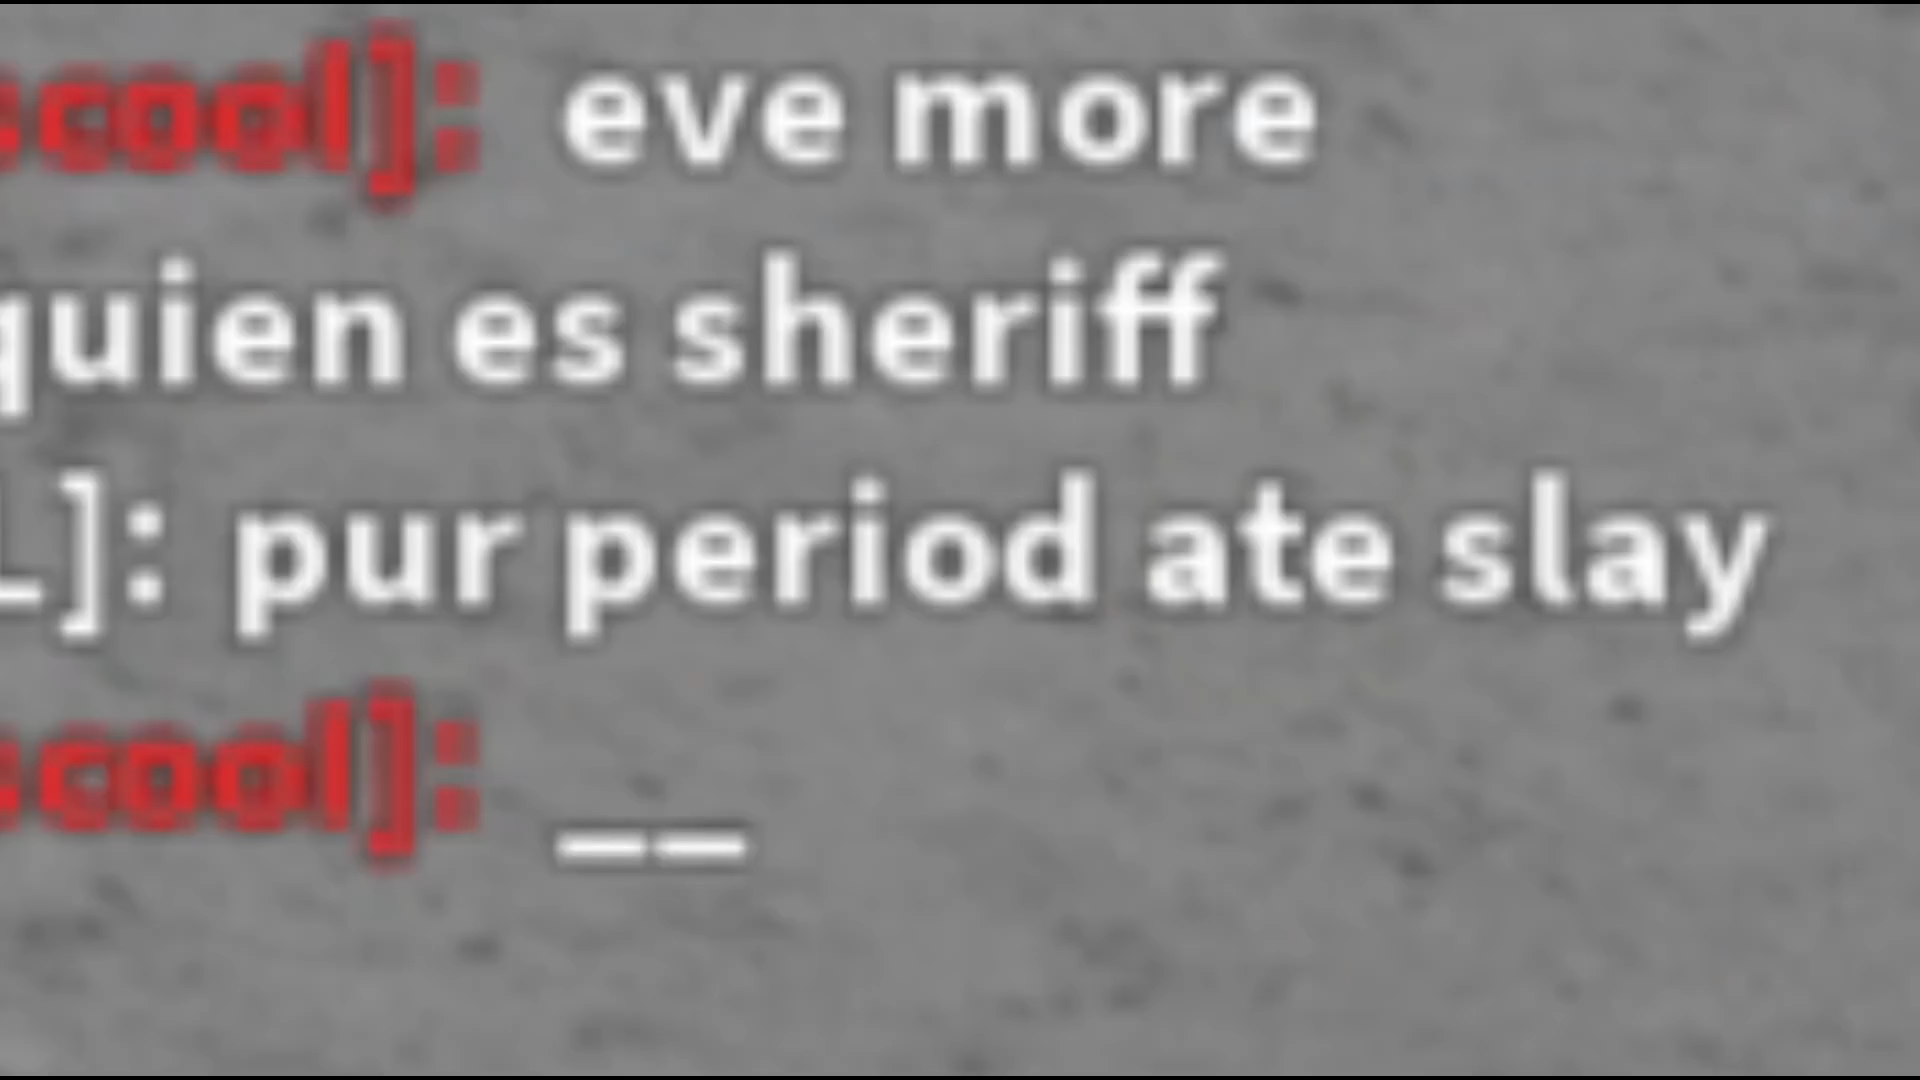 cool]: eve more
quien es sheriff
L]: pur period ate slay
cool]: __